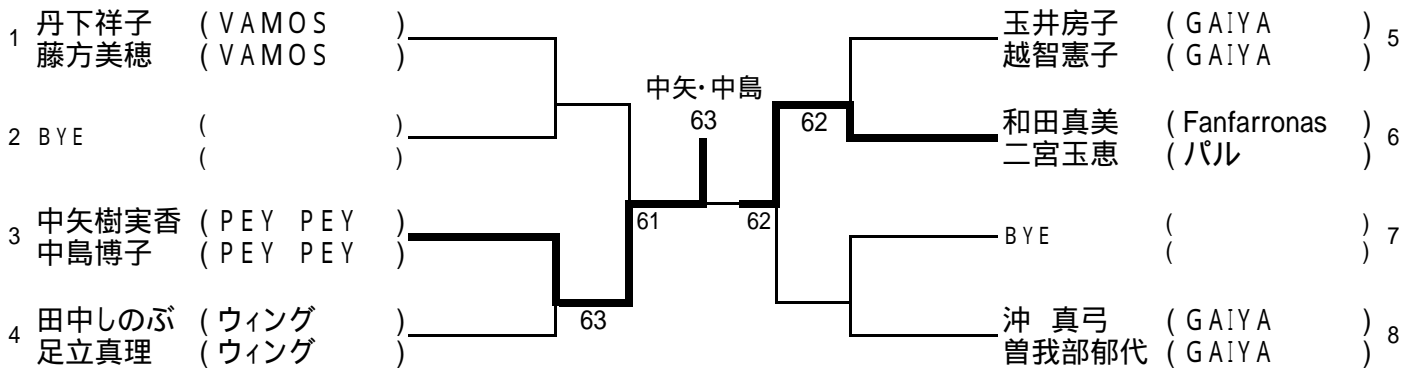 1 丹下祥子 (VAMOS)
藤方美穂 (VAMOS)
2 BYE ( )
( )
3 中矢樹実香 (PEY PEY)
中島博子 (PEY PEY)
4 田中しのぶ (ウィング)
足立真理 (ウィング)
63
61
中矢・中島
63
62
62
玉井房子 (GAIYA) 5
越智憲子 (GAIYA)
和田真美 (Fanfarronas) 6
二宮玉恵 (パル)
BYE ( ) 7
( )
沖 真弓 (GAIYA) 8
曽我部郁代 (GAIYA)